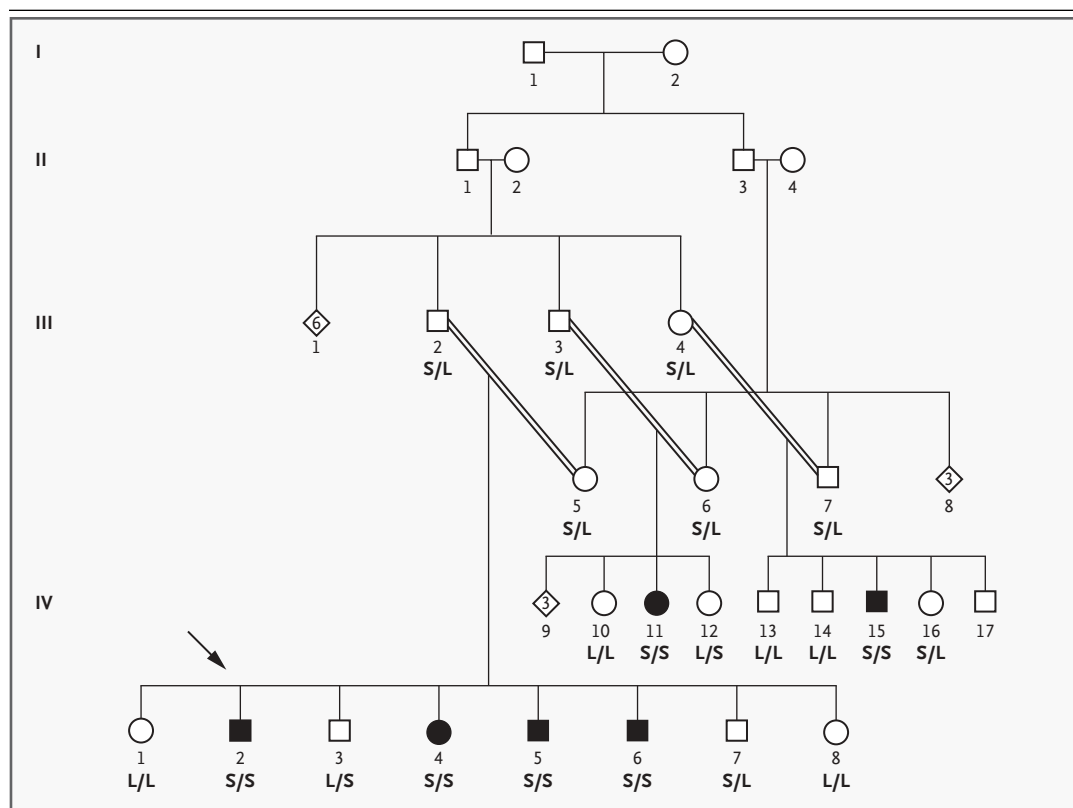 I
1 2
II
1 2 3 4
III
6
1 2 3 4
S/L S/L S/L
3
5 6 7 8
S/L S/L S/L
IV
3
9 10 11 12 13 14 15 16 17
L/L S/S L/S L/L L/L S/S S/L
1 2 3 4 5 6 7 8
L/L S/S L/S S/S S/S S/S S/L L/L